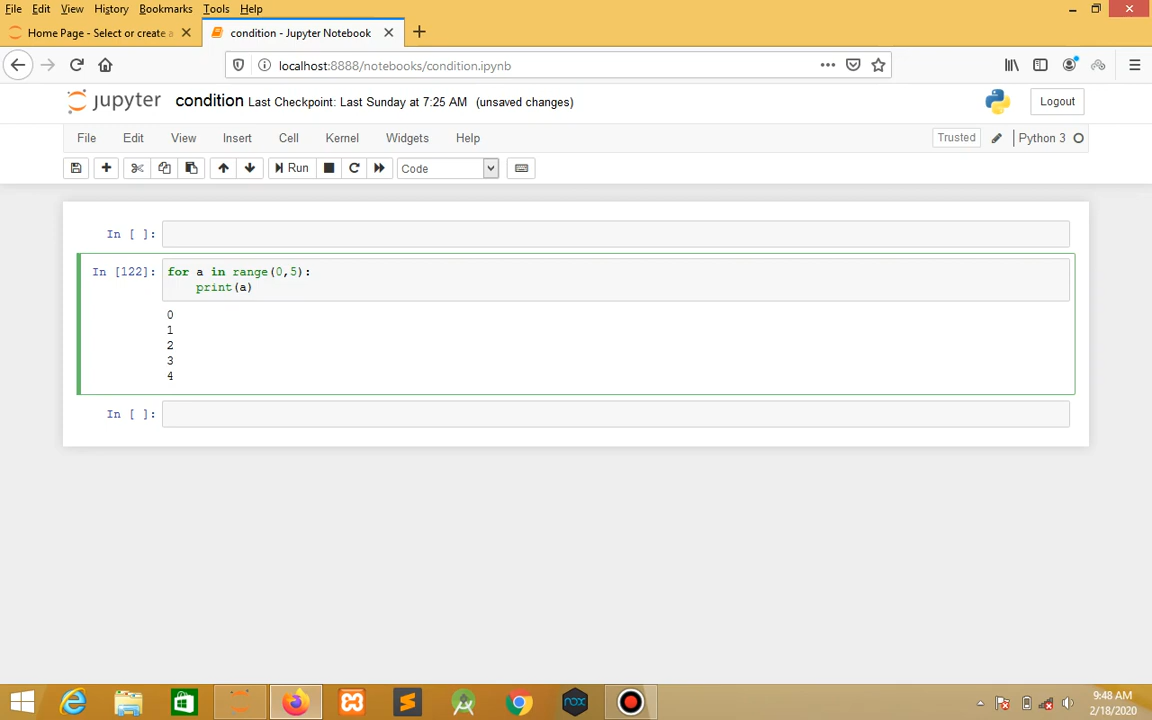 File Edit View History Bookmarks Tools Help
Home Page - Select or create a
condition - Jupyter Notebook
localhost:8888/notebooks/condition.ipynb
jupyter condition Last Checkpoint: Last Sunday at 7:25 AM (unsaved changes)
Logout
File Edit View Insert Cell Kernel Widgets Help
Trusted
Python 3
Run
Code
In [ ]:
In [122]: for a in range(0,5):
print(a)
0
1
2
3
4
In [ ]:
nox
9:48 AM
2/18/2020